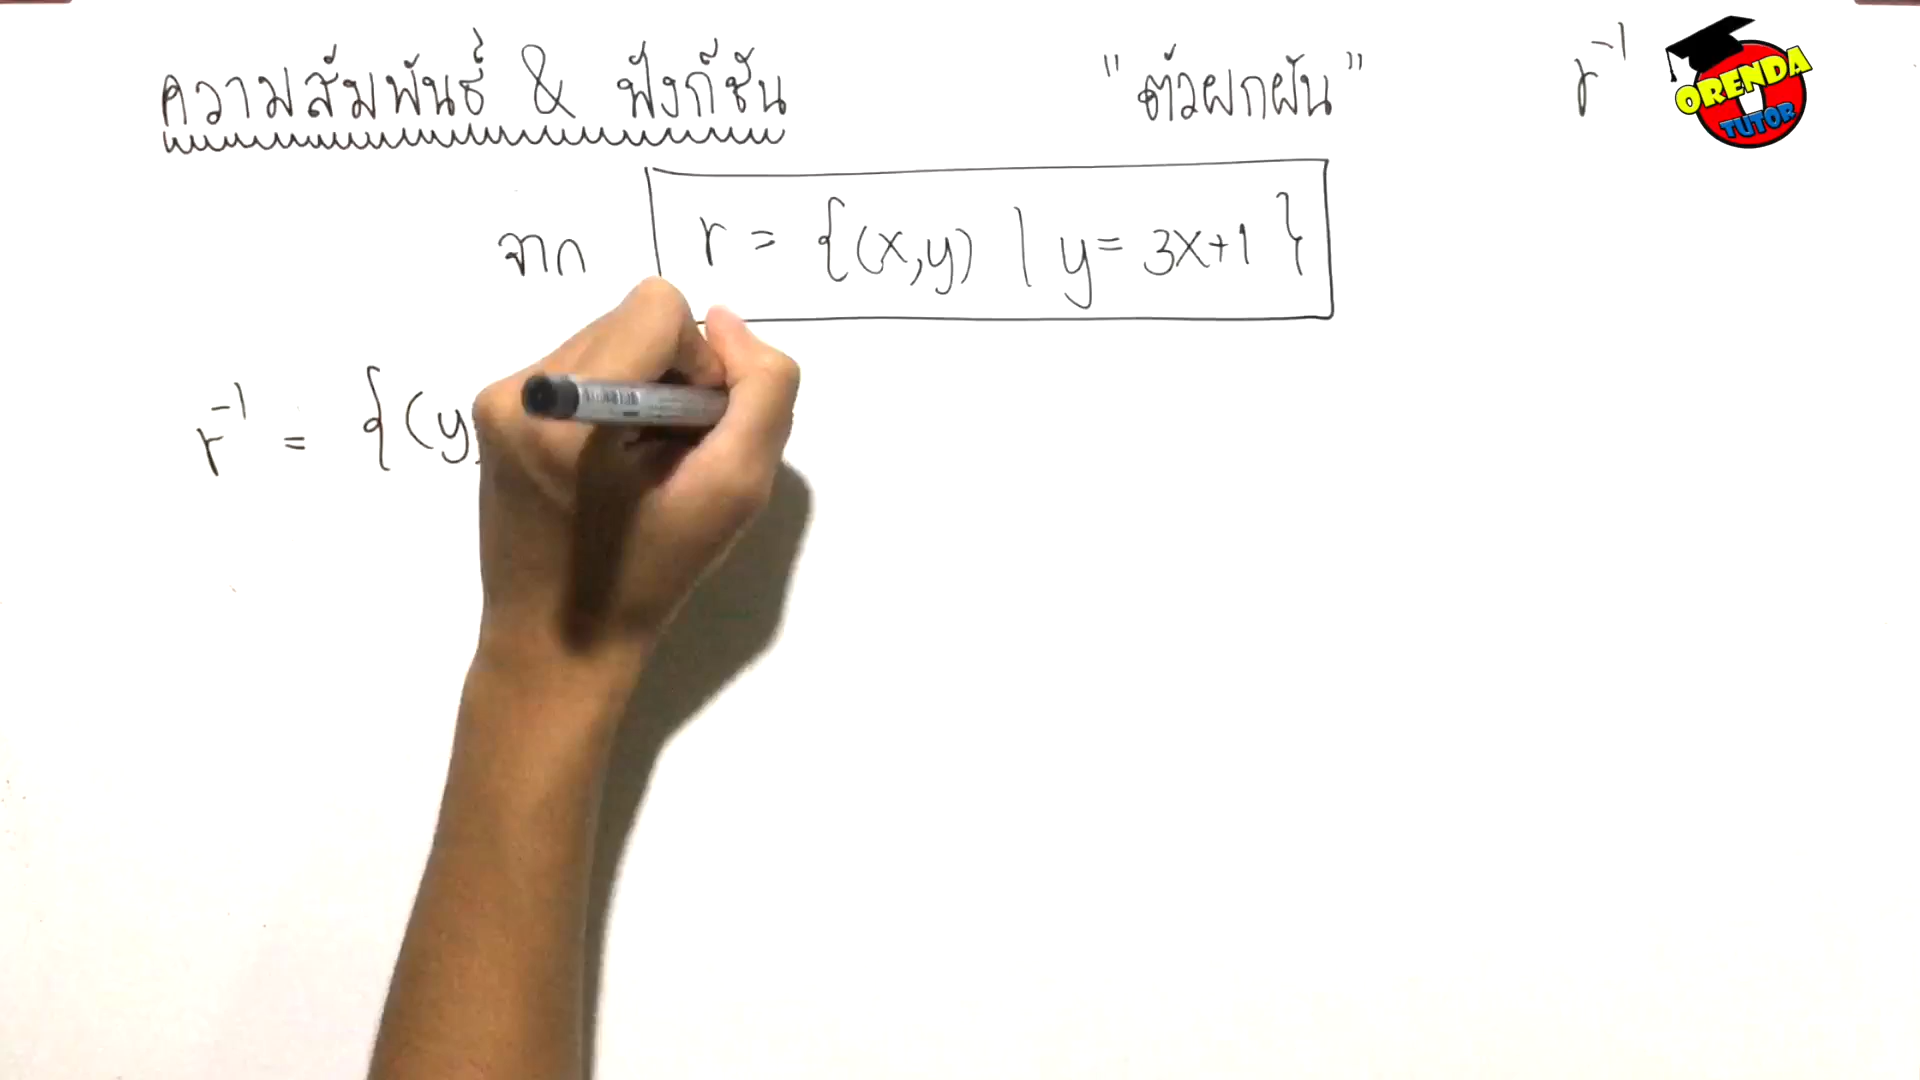 ความสัมพันธ์ & ฟังก์ชัน "ตัวผกผัน" r⁻¹
ORENDA TUTOR
จาก r = {(x,y) | y = 3x+1}
r⁻¹ = {(y,